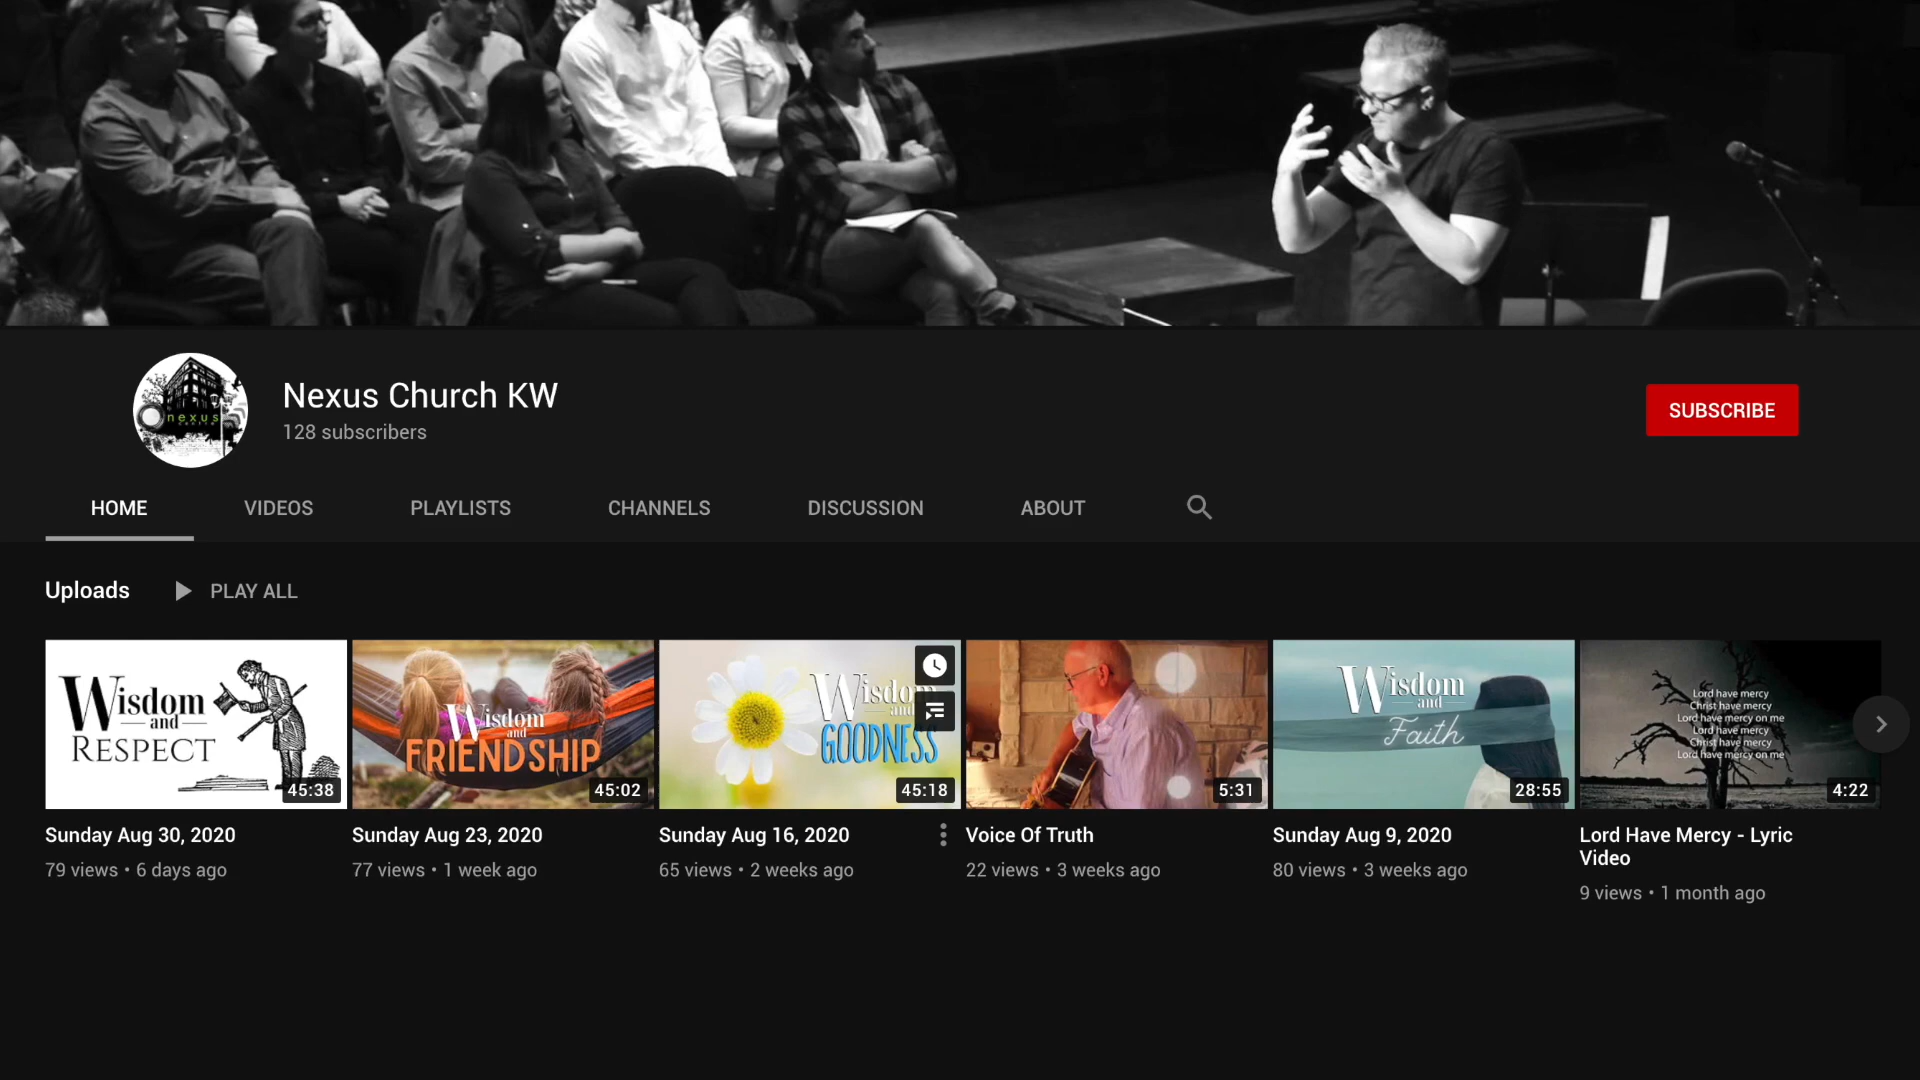 nexus
Nexus Church KW
128 subscribers
SUBSCRIBE
HOME
VIDEOS
PLAYLISTS
CHANNELS
DISCUSSION
ABOUT
Uploads
PLAY ALL
Wisdom
and
RESPECT
45:38
Wisdom
and
FRIENDSHIP
45:02
Wisdom
and
GOODNESS
45:18
5:31
Wisdom
and
Faith
28:55
Lord have mercy
Christ have mercy
Lord have mercy on me
Lord have mercy
Christ have mercy
Lord have mercy on me
4:22
Sunday Aug 30, 2020
79 views • 6 days ago
Sunday Aug 23, 2020
77 views • 1 week ago
Sunday Aug 16, 2020
65 views • 2 weeks ago
Voice Of Truth
22 views • 3 weeks ago
Sunday Aug 9, 2020
80 views • 3 weeks ago
Lord Have Mercy - Lyric
Video
9 views • 1 month ago